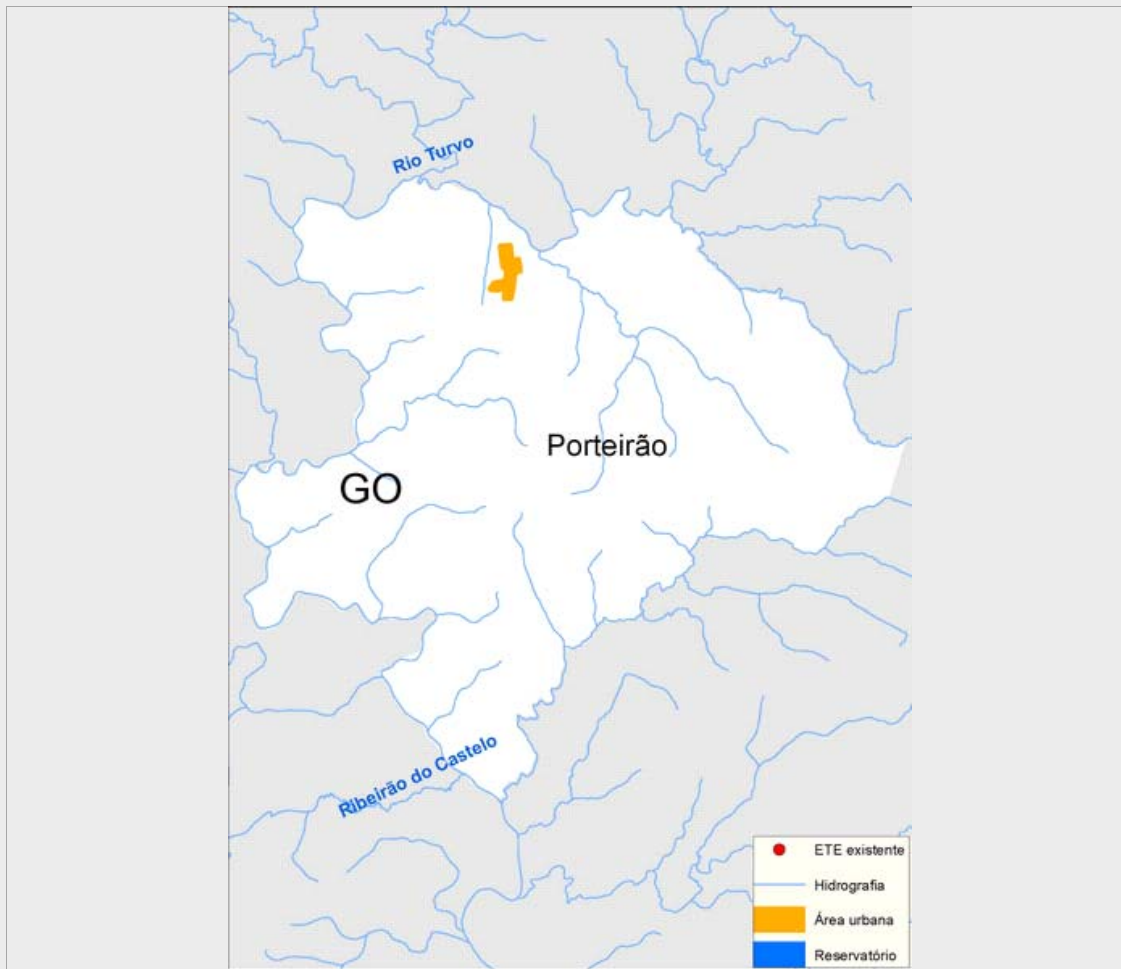 Rio Turvo
Porteirão
GO
Ribeirão do Castelo
ETE existente
Hidrografia
Área urbana
Reservatório